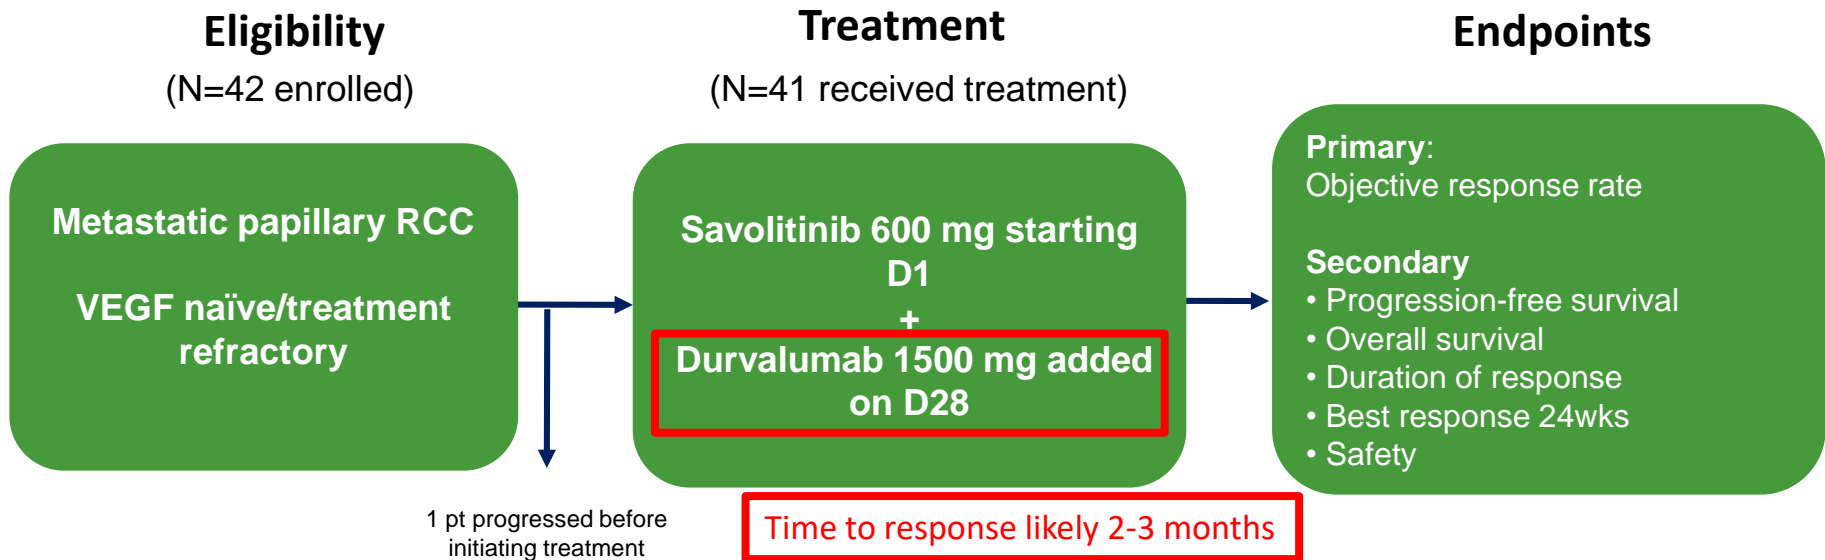 Eligibility
(N=42 enrolled)
Metastatic papillary RCC
VEGF naïve/treatment
refractory
1 pt progressed before
initiating treatment
Treatment
(N=41 received treatment)
Savolitinib 600 mg starting
D1
+
Durvalumab 1500 mg added
on D28
Time to response likely 2-3 months
Endpoints
Primary:
Objective response rate
Secondary
• Progression-free survival
• Overall survival
• Duration of response
• Best response 24wks
• Safety